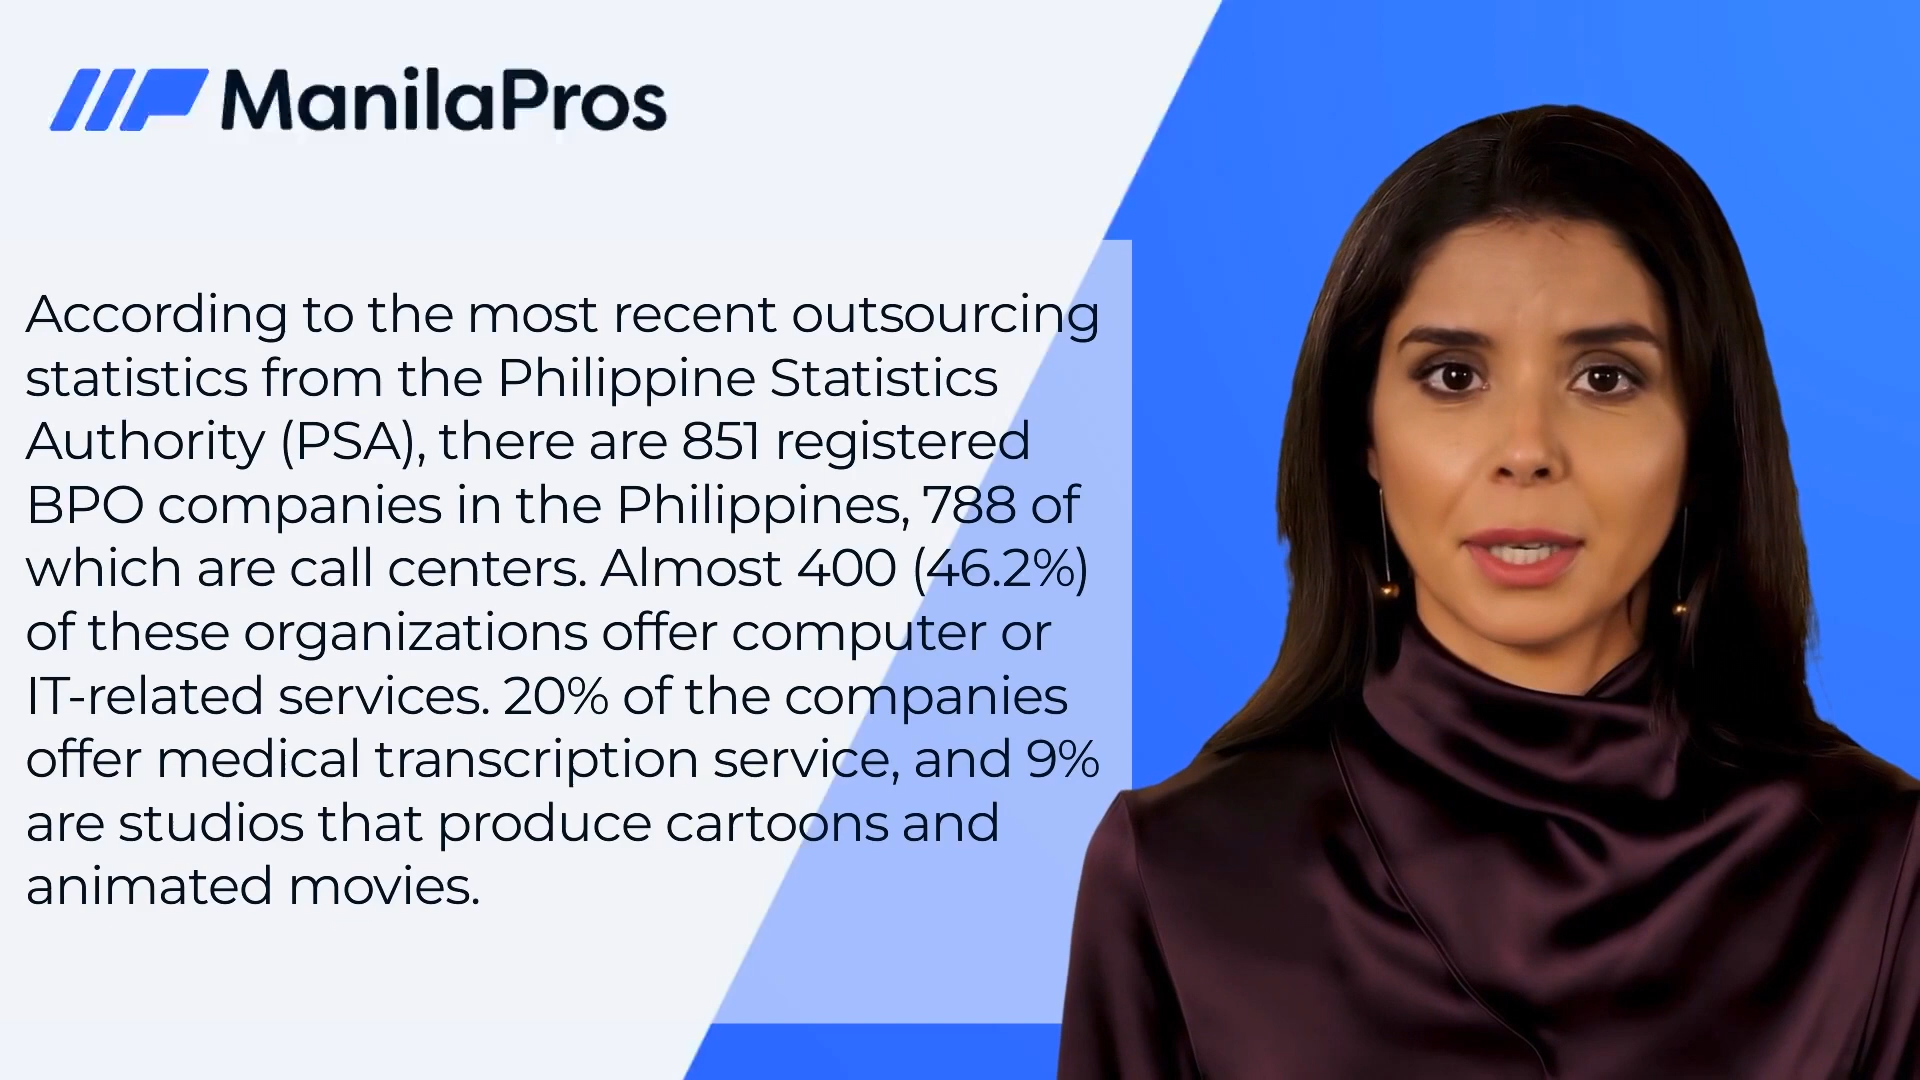 ManilaPros
According to the most recent outsourcing
statistics from the Philippine Statistics
Authority (PSA), there are 851 registered
BPO companies in the Philippines, 788 of
which are call centers. Almost 400 (46.2%)
of these organizations offer computer or
IT-related services. 20% of the companies
offer medical transcription service, and 9%
are studios that produce cartoons and
animated movies.